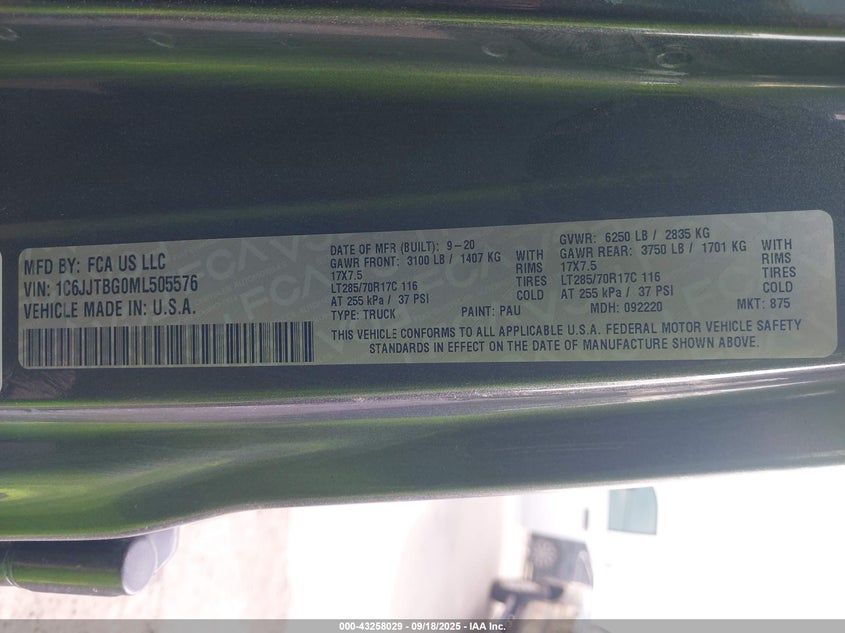 MFD BY: FCA US LLC
VIN: 1C6JJTBG0ML505576
VEHICLE MADE IN: U.S.A.
DATE OF MFR (BUILT): 9-20
GAWR FRONT: 3100 LB / 1407 KG WITH
17X7.5 RIMS
LT285/70R17C 116 TIRES
AT 255 kPa / 37 PSI COLD
TYPE: TRUCK PAINT: PAU
GVWR: 6250 LB / 2835 KG
GAWR REAR: 3750 LB / 1701 KG WITH
17X7.5 RIMS
LT285/70R17C 116 TIRES
AT 255 kPa / 37 PSI COLD
MDH: 092220 MKT: 875
THIS VEHICLE CONFORMS TO ALL APPLICABLE U.S.A. FEDERAL MOTOR VEHICLE SAFETY
STANDARDS IN EFFECT ON THE DATE OF MANUFACTURE SHOWN ABOVE.
000-43258029 - 09/18/2025 - IAA Inc.